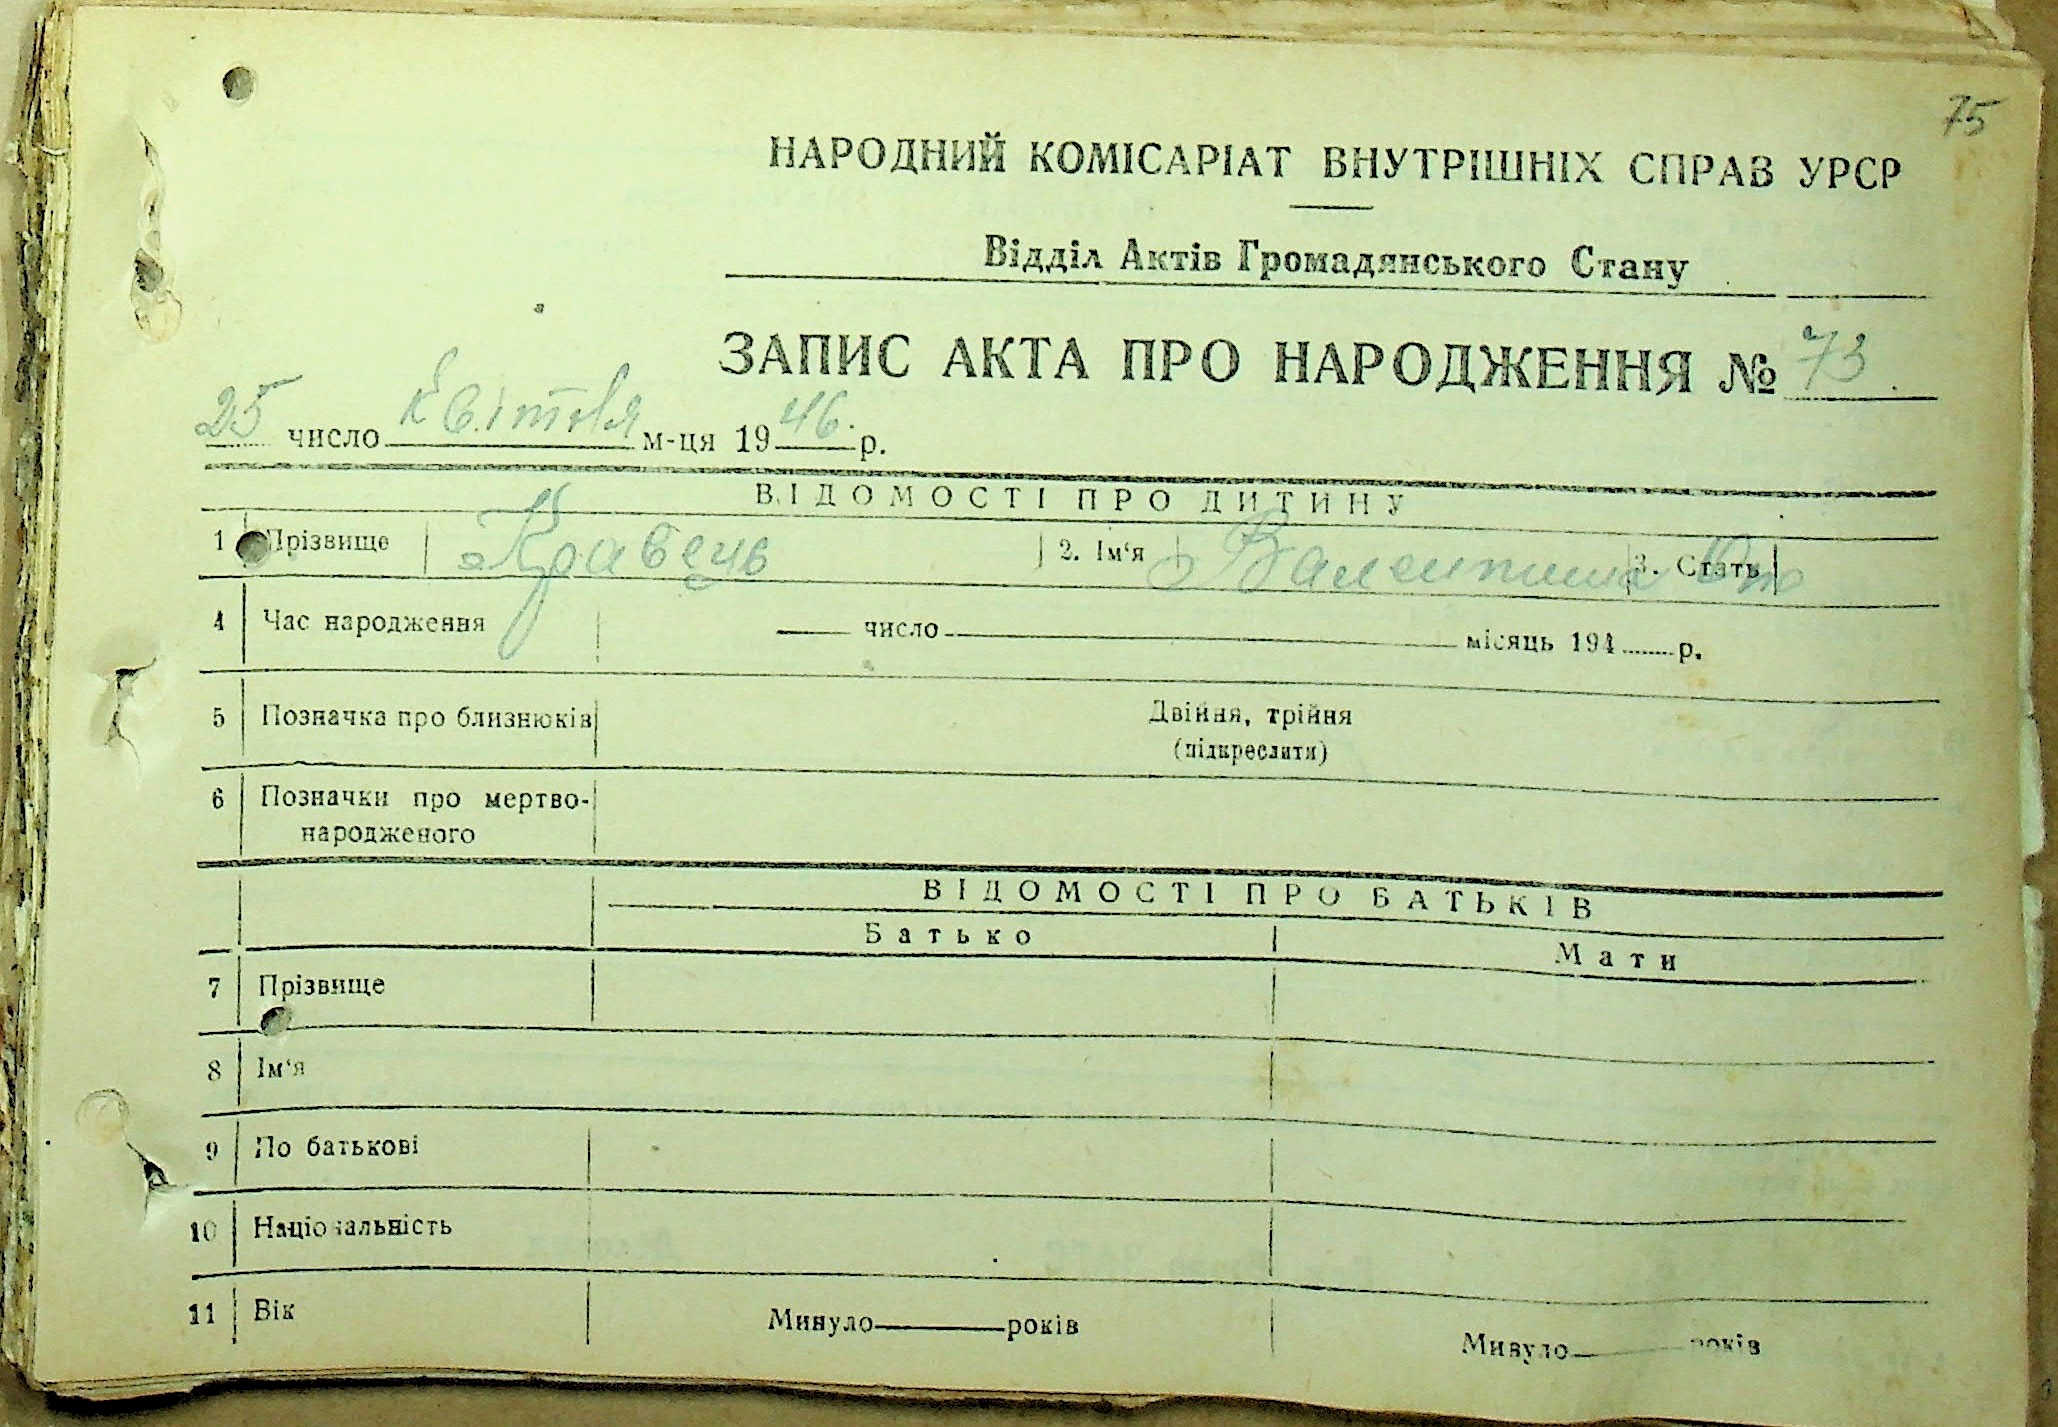 75
НАРОДНИЙ КОМІСАРІАТ ВНУТРІШНІХ СПРАВ УРСР
Відділ Актів Громадянського Стану
ЗАПИС АКТА ПРО НАРОДЖЕННЯ № 73
25 число квітня м-ця 1946 р.
ВІДОМОСТІ ПРО ДИТИНУ
1 Прізвище Кравець 2. Ім‘я Валентина 3. Стать
4 Час народження число місяць 194 р.
5 Позначка про близнюків Двійня, трійня
(підкреслити)
6 Позначки про мертво-
народженого
ВІДОМОСТІ ПРО БАТЬКІВ
Батько Мати
7 Прізвище
8 Ім‘я
9 По батькові
10 Національність
11 Вік Минуло років Минуло років